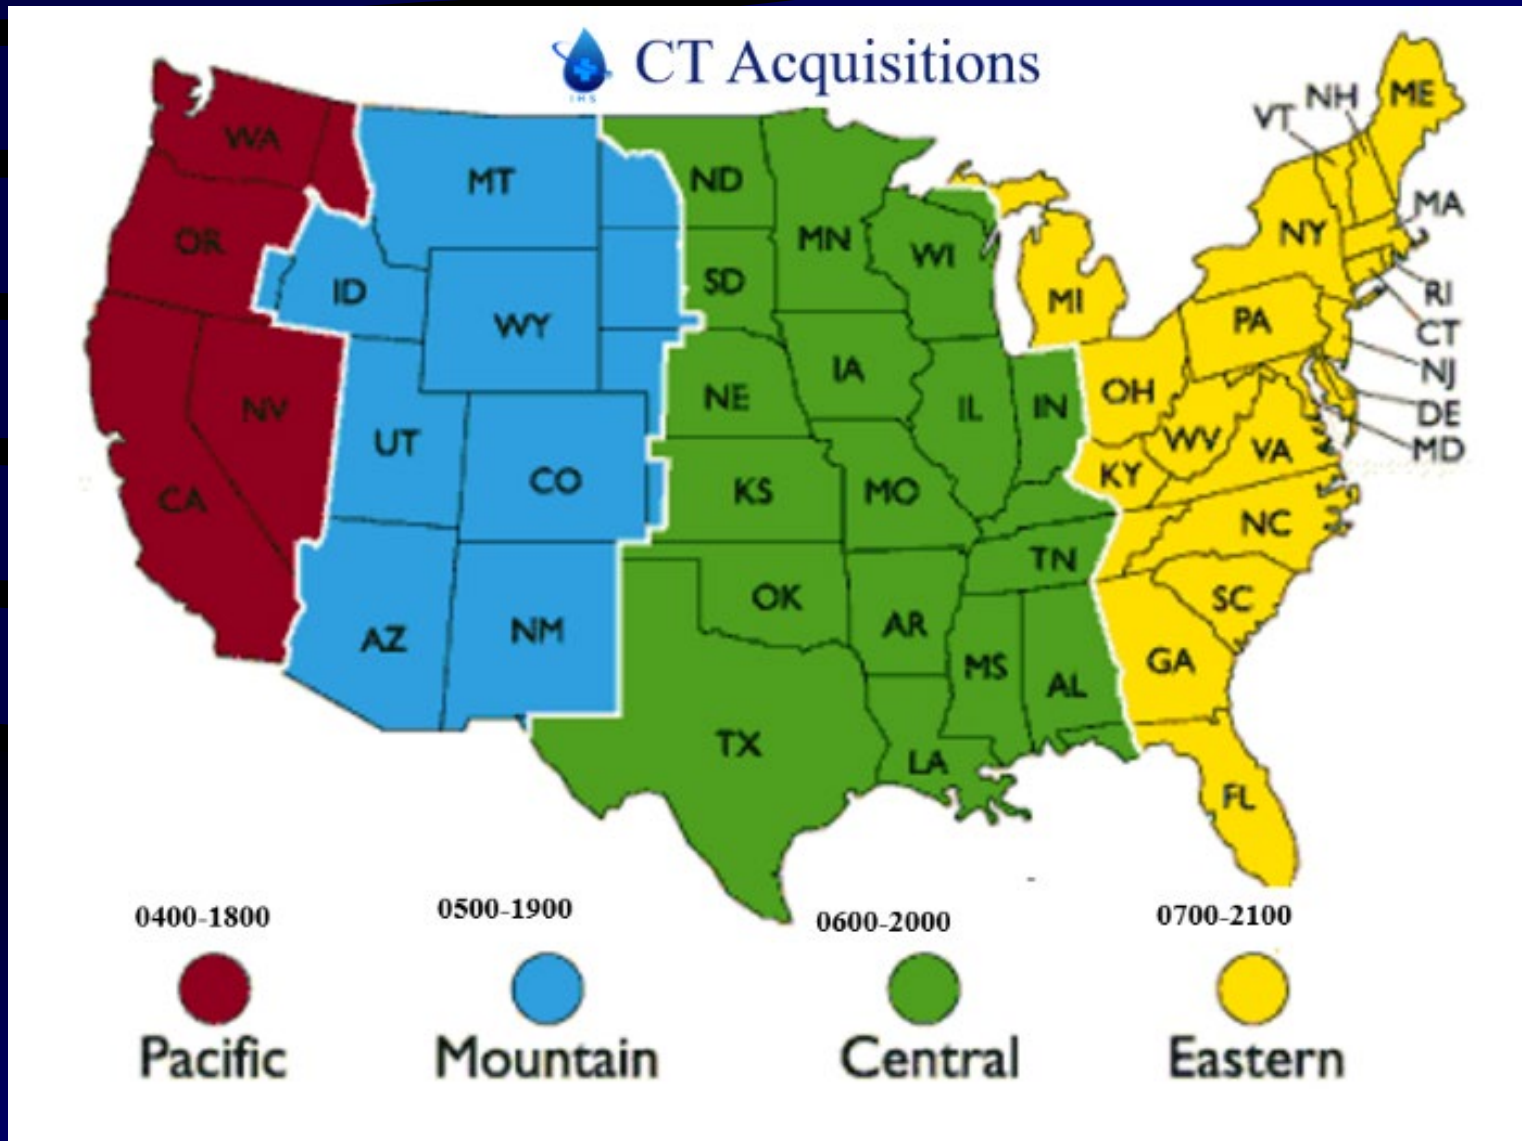 CT Acquisitions
IHS
WA
MT
ND
MN
OR
ID
WY
SD
WI
MI
NY
VT
NH
ME
MA
RI
CT
NJ
DE
MD
PA
NV
UT
CO
NE
IA
IL
IN
OH
WV
VA
KY
CA
KS
MO
NC
TN
SC
AZ
NM
OK
AR
MS
AL
GA
TX
LA
FL
0400-1800
0500-1900
0600-2000
0700-2100
Pacific
Mountain
Central
Eastern